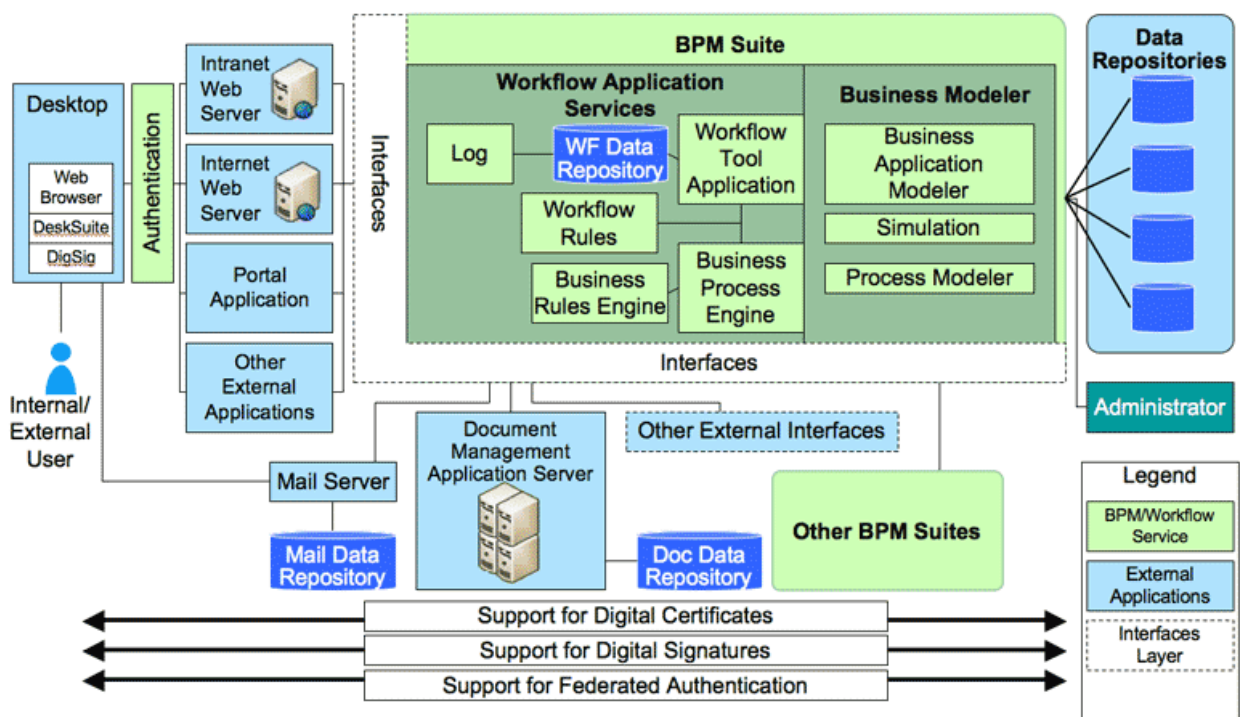 Desktop
Web
Browser
DeskSuite
DigSig
Internal/
External
User
Authentication
Intranet
Web
Server
Internet
Web
Server
Portal
Application
Other
External
Applications
Interfaces
BPM Suite
Workflow Application
Services
Log
WF Data
Repository
Workflow
Tool
Application
Workflow
Rules
Business
Rules Engine
Business
Process
Engine
Business Modeler
Business
Application
Modeler
Simulation
Process Modeler
Interfaces
Data
Repositories
Administrator
Mail Server
Mail Data
Repository
Document
Management
Application Server
Doc Data
Repository
Other External Interfaces
Other BPM Suites
Legend
BPM/Workflow
Service
External
Applications
Interfaces
Layer
Support for Digital Certificates
Support for Digital Signatures
Support for Federated Authentication